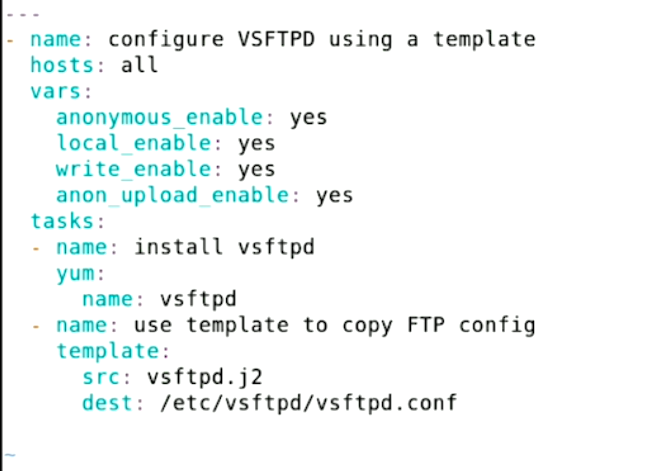 ---
- name: configure VSFTPD using a template
  hosts: all
  vars:
    anonymous_enable: yes
    local_enable: yes
    write_enable: yes
    anon_upload_enable: yes
  tasks:
  - name: install vsftpd
    yum:
      name: vsftpd
  - name: use template to copy FTP config
    template:
      src: vsftpd.j2
      dest: /etc/vsftpd/vsftpd.conf
~